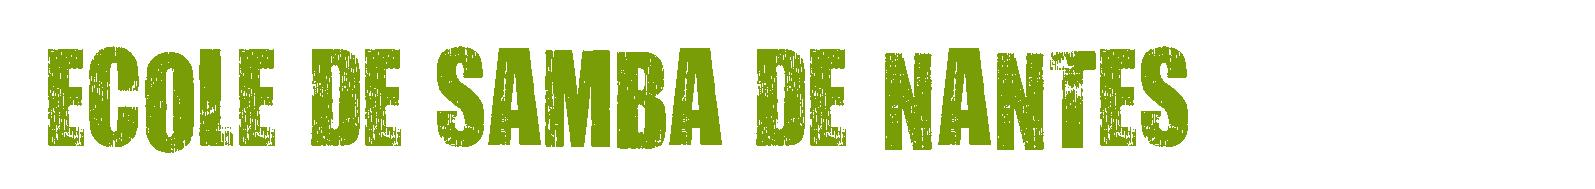 ECOLE DE SAMBA DE NANTES